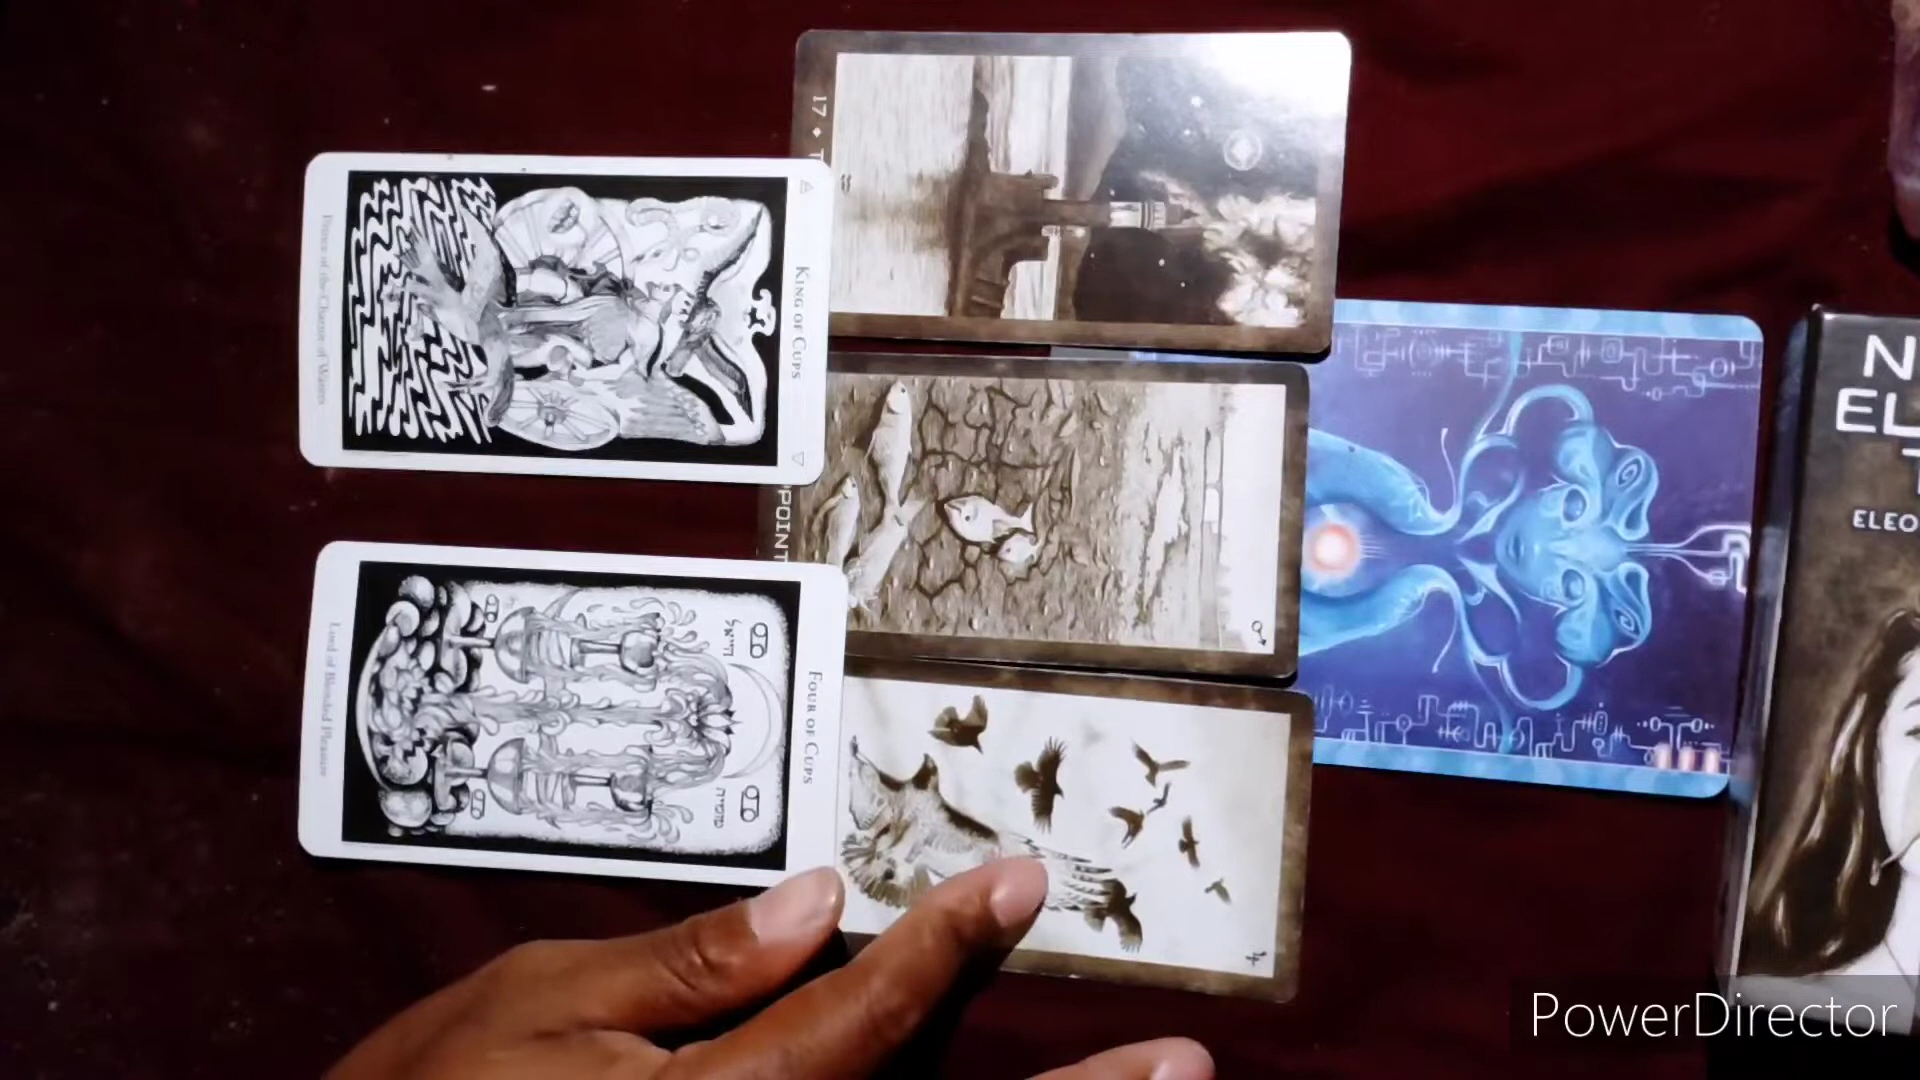 17 ♦ T
KING OF CUPS
Prince of the Chariot of Waters
PPOINT
FOUR OF CUPS
Lord of Blended Pleasure
N
EL
T
ELEO
PowerDirector